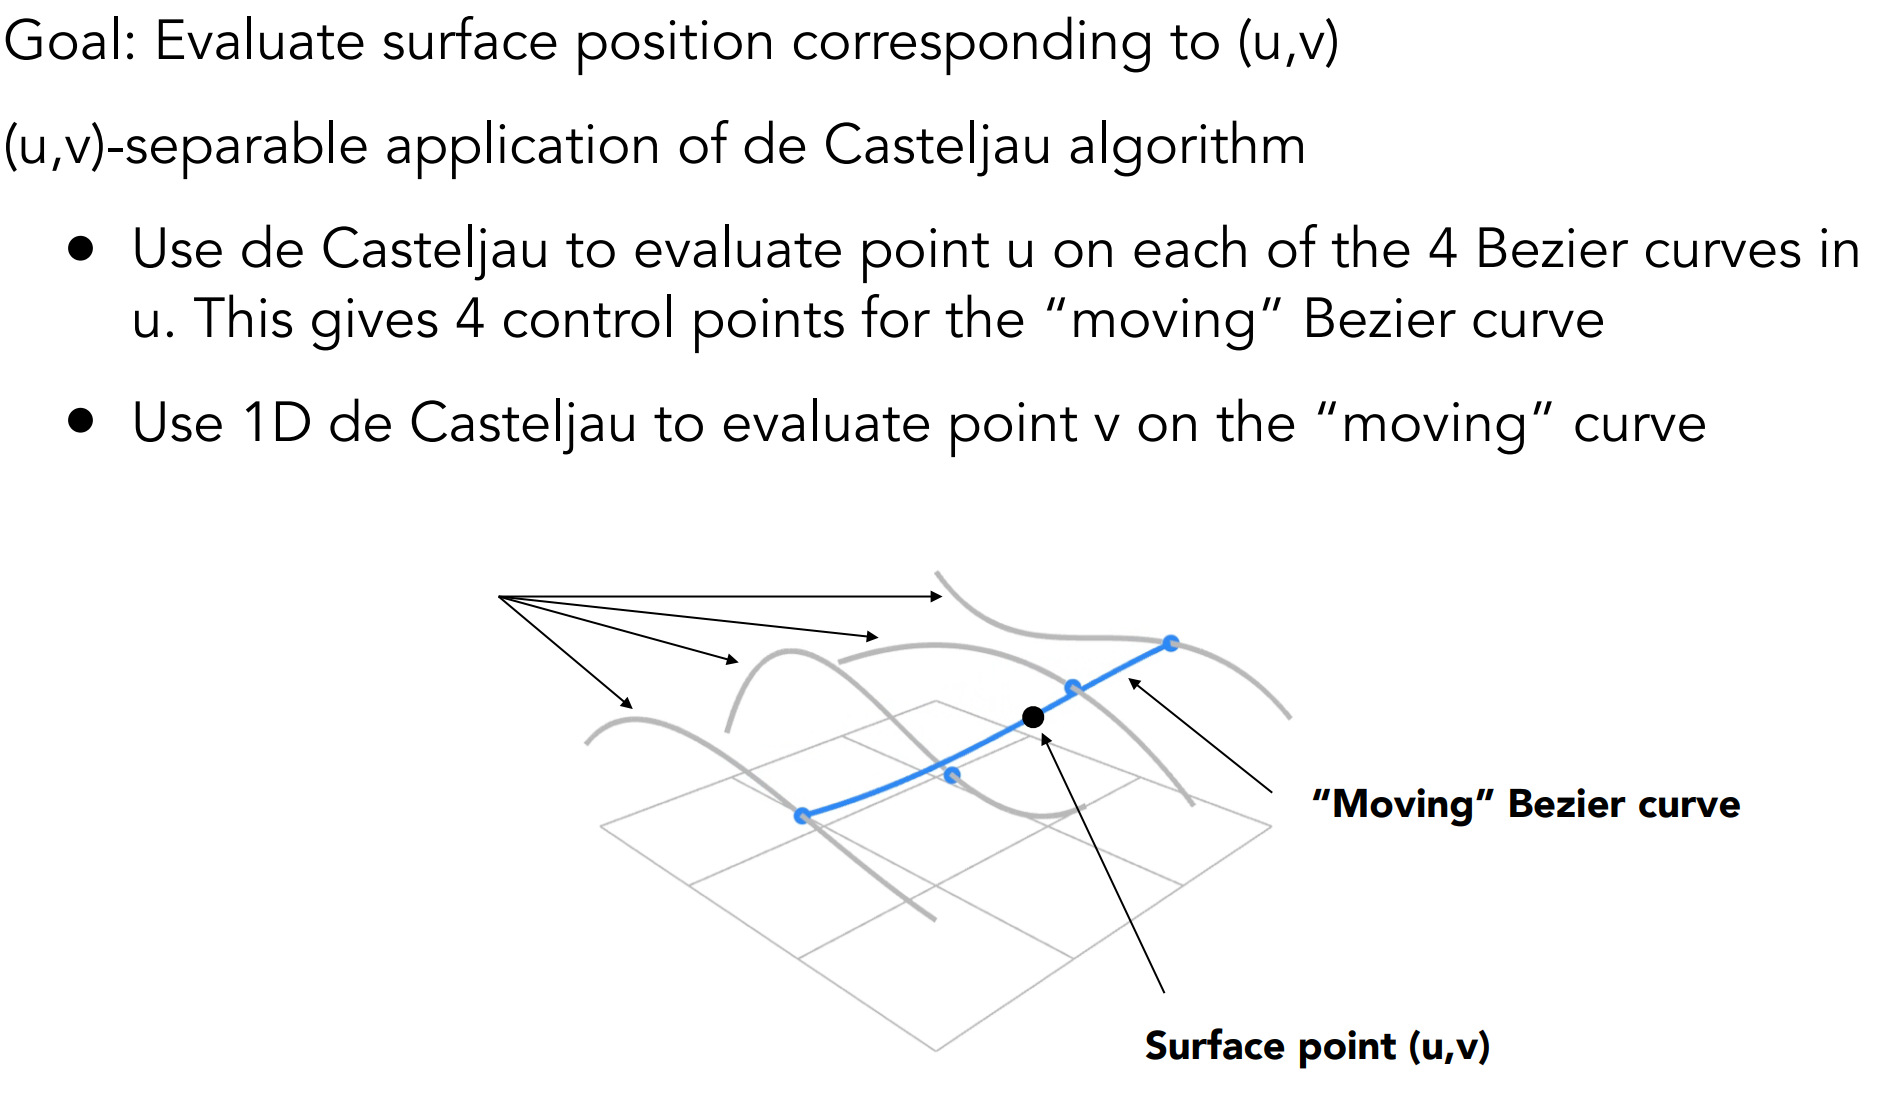 Goal: Evaluate surface position corresponding to (u,v)
(u,v)-separable application of de Casteljau algorithm
● Use de Casteljau to evaluate point u on each of the 4 Bezier curves in
u. This gives 4 control points for the “moving” Bezier curve
● Use 1D de Casteljau to evaluate point v on the “moving” curve
“Moving” Bezier curve
Surface point (u,v)